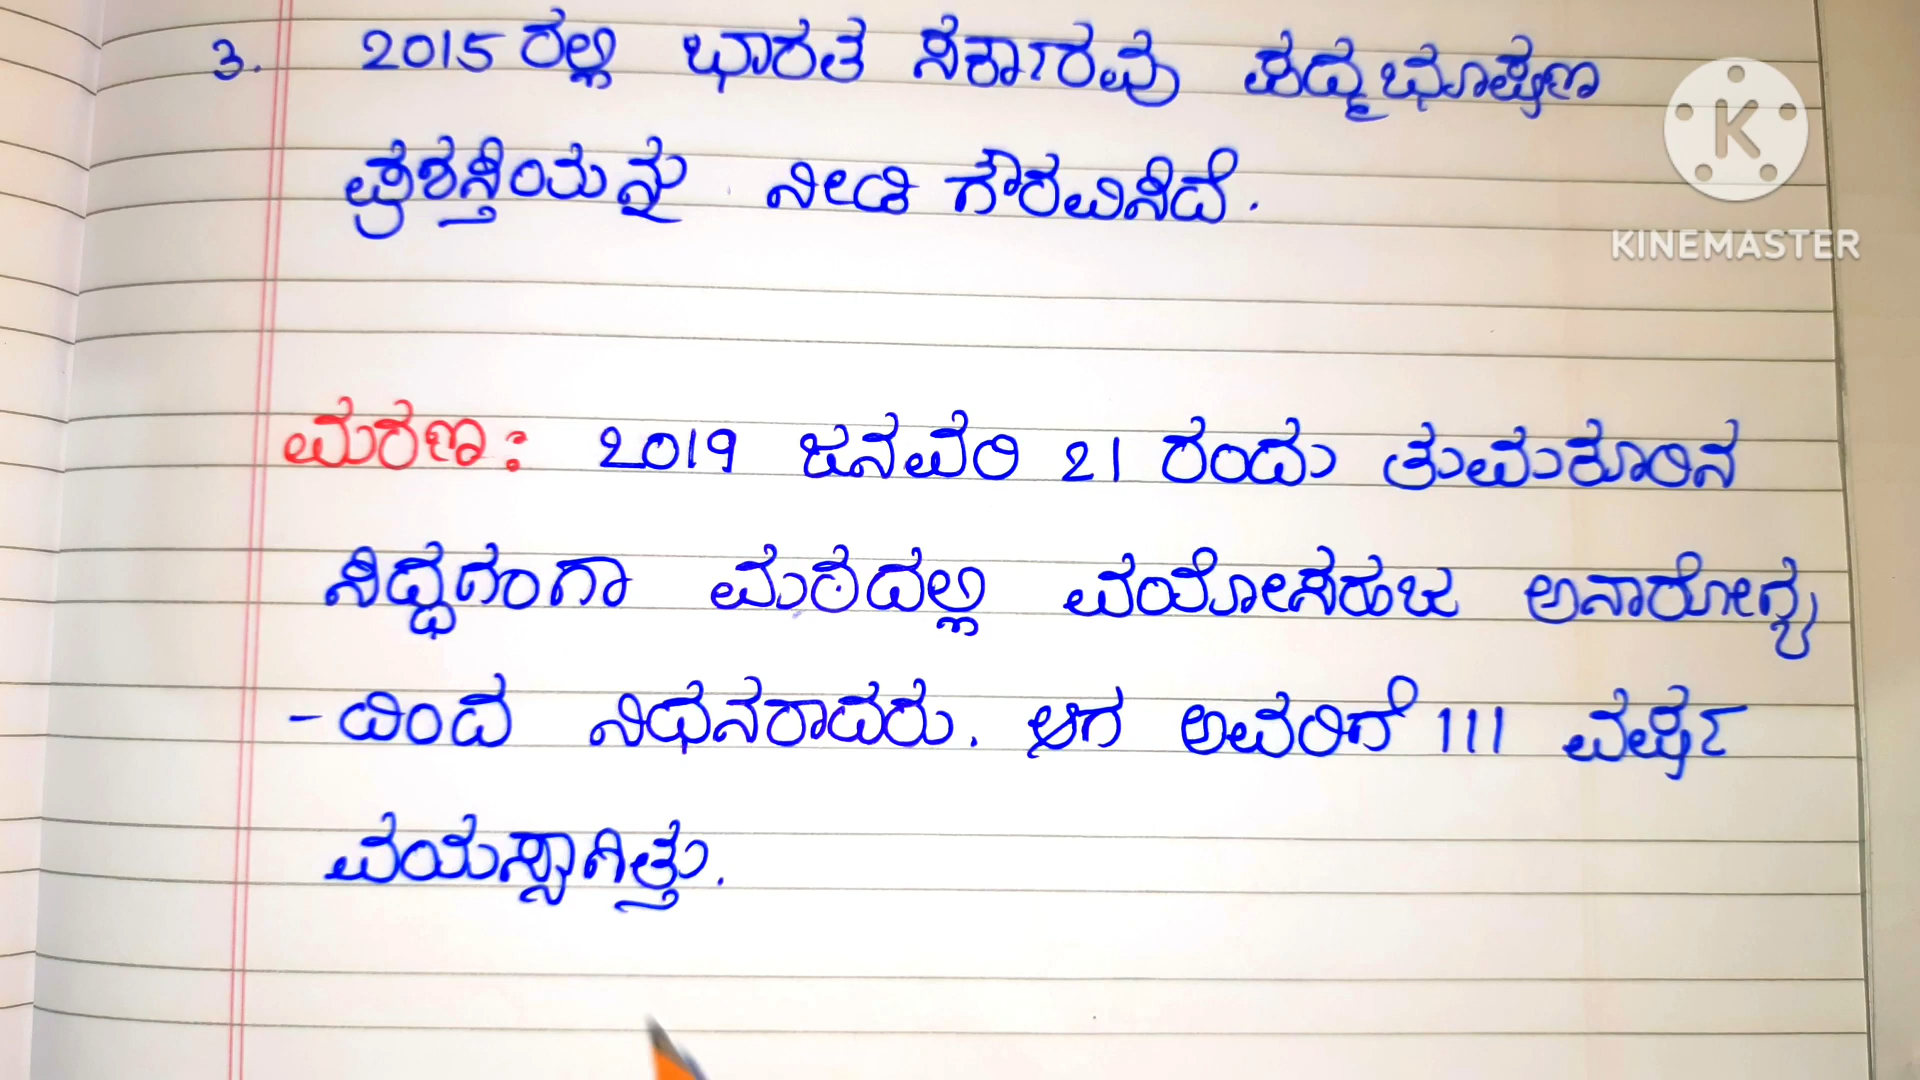 3. 2015 ರಲ್ಲಿ ಭಾರತ ಸರ್ಕಾರವು ಪದ್ಮಭೂಷಣ
ಪ್ರಶಸ್ತಿಯನ್ನು ನೀಡಿ ಗೌರವಿಸಿದೆ.
KINEMASTER
ಮರಣ: 2019 ಜನವರಿ 21 ರಂದು ತುಮಕೂರಿನ
ಸಿದ್ಧಗಂಗಾ ಮಠದಲ್ಲಿ ವಯೋಸಹಜ ಅನಾರೋಗ್ಯ
-ದಿಂದ ನಿಧನರಾದರು. ಆಗ ಅವರಿಗೆ 111 ವರ್ಷ
ವಯಸ್ಸಾಗಿತ್ತು.